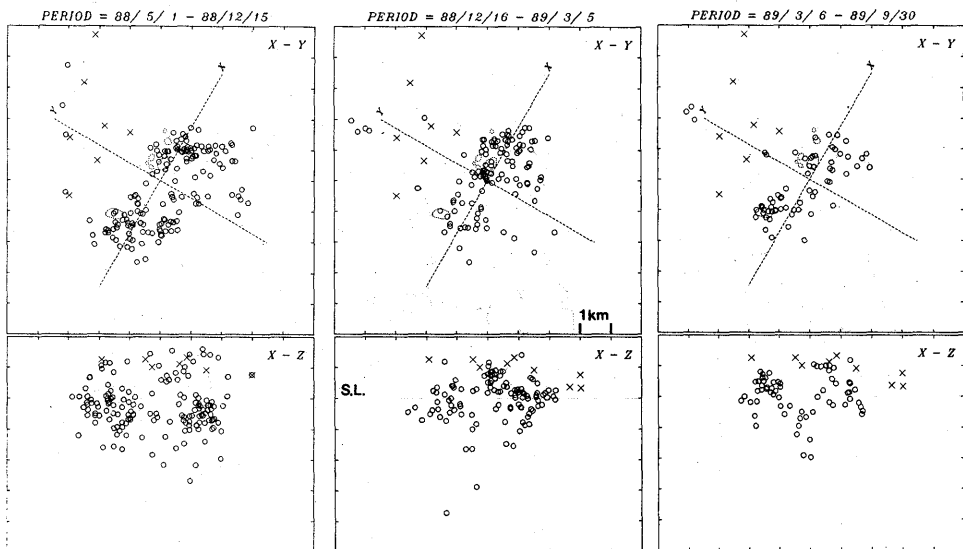 PERIOD = 88/ 5/ 1 - 88/12/15
PERIOD = 88/12/16 - 89/ 3/ 5
PERIOD = 89/ 3/ 6 - 89/ 9/30
X - Y
X - Y
X - Y
X
Y
X
Y
X
Y
1km
X - Z
X - Z
X - Z
S.L.